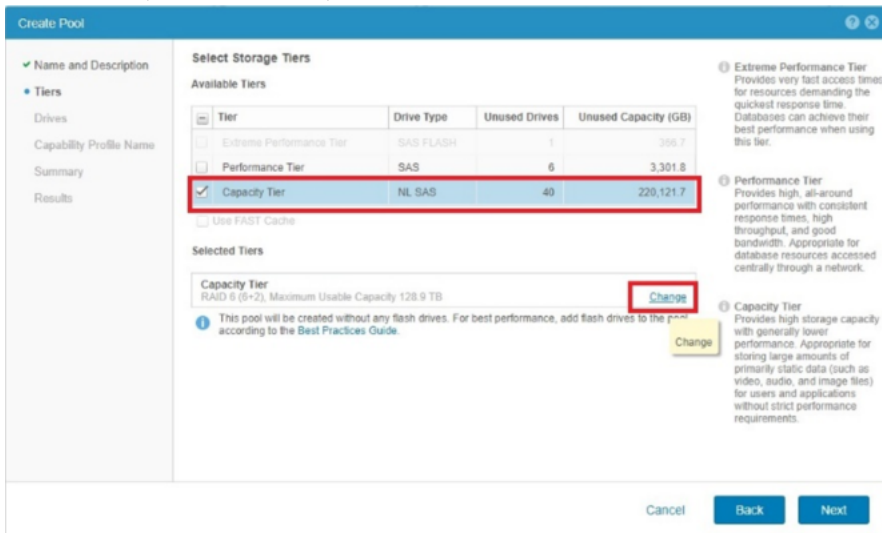 Create Pool
Name and Description
Tiers
Drives
Capability Profile Name
Summary
Results
Select Storage Tiers
Available Tiers
Tier Drive Type Unused Drives Unused Capacity (GB)
Extreme Performance Tier SAS FLASH 1 366.7
Performance Tier SAS 6 3,301.8
Capacity Tier NL SAS 40 220,121.7
Use FAST Cache
Selected Tiers
Capacity Tier
RAID 6 (6+2), Maximum Usable Capacity 128.9 TB
Change
This pool will be created without any flash drives. For best performance, add flash drives to the pool
according to the Best Practices Guide.
Change
Extreme Performance Tier
Provides very fast access times
for resources demanding the
quickest response time.
Databases can achieve their
best performance when using
this tier.
Performance Tier
Provides high, all-around
performance with consistent
response times, high
throughput, and good
bandwidth. Appropriate for
database resources accessed
centrally through a network.
Capacity Tier
Provides high storage capacity
with generally lower
performance. Appropriate for
storing large amounts of
primarily static data (such as
video, audio, and image files)
for users and applications
without strict performance
requirements.
Cancel
Back
Next